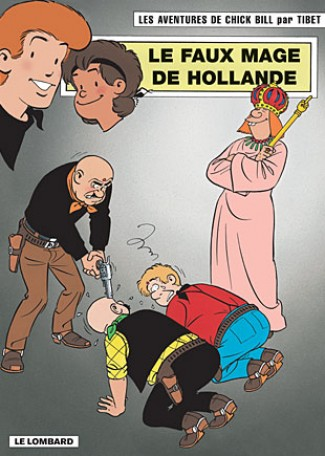 LES AVENTURES DE CHICK BILL par TIBET
LE FAUX MAGE
DE HOLLANDE
LE LOMBARD